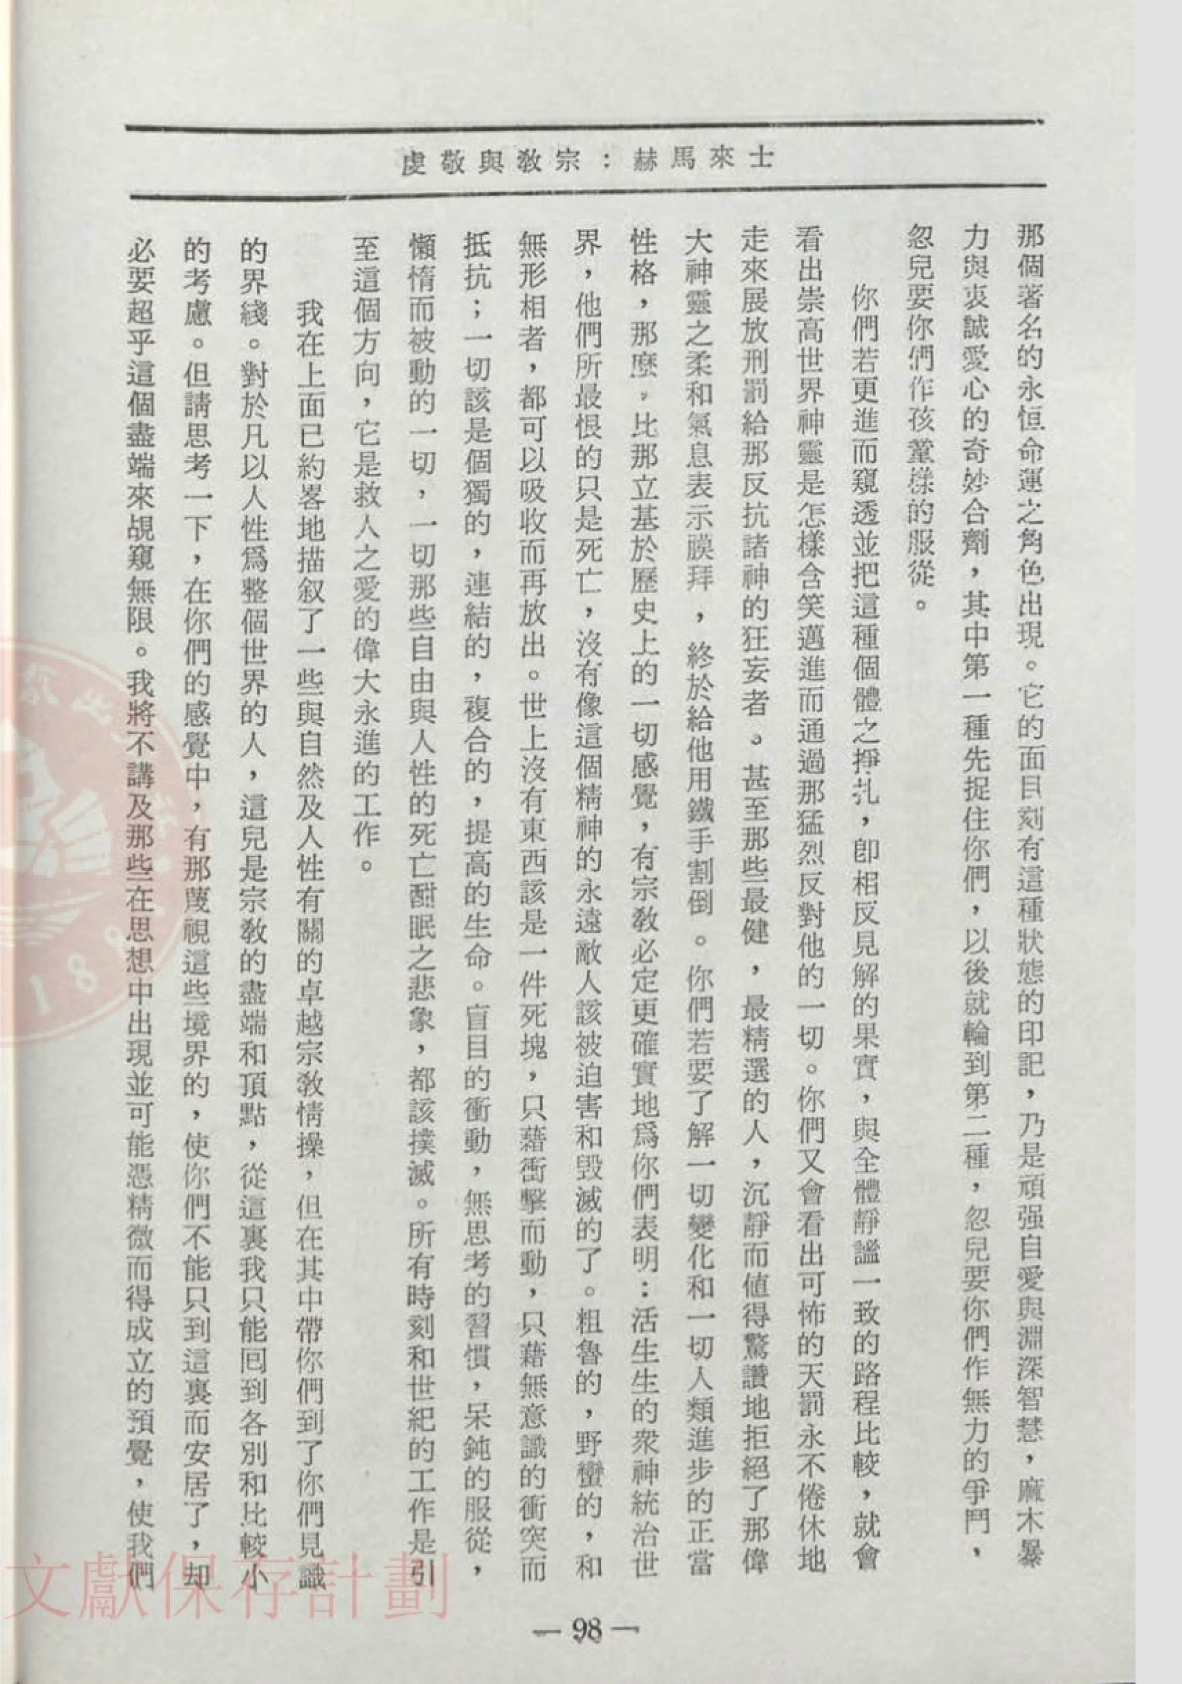 士來馬赫：宗教與敬虔
那個著名的永恒命運之角色出現。它的面目刻有這種狀態的印記，乃是頑强自愛與淵深智慧，麻木暴
力與衷誠愛心的奇妙合劑，其中第一種先捉住你們，以後就輪到第二種，忽兒要你們作無力的爭鬥、
忽兒要你們作孩童樣的服從。
你們若更進而窺透並把這種個體之掙扎，卽相反見解的果實，與全體靜謐一致的路程比較，就會
看出崇高世界神靈是怎樣含笑邁進而通過那猛烈反對他的一切。你們又會看出可怖的天罰永不倦休地
走來展放刑罰給那反抗諸神的狂妄者。甚至那些最健，最精選的人，沉靜而值得驚讚地拒絕了那偉
大神靈之柔和氣息表示膜拜，終於給他用鐵手割倒。你們若要了解一切變化和一切人類進步的正當
性格，那麽，比那立基於歷史上的一切感覺，有宗教必定更確實地爲你們表明：活生生的衆神統治世
界，他們所最恨的只是死亡，沒有像這個精神的永遠敵人該被迫害和毀滅的了。粗魯的，野蠻的，和
無形相者，都可以吸收而再放出。世上沒有東西該是一件死塊，只藉衝擊而動，只藉無意識的衝突而
抵抗；一切該是個獨的，連結的，複合的，提高的生命。盲目的衝動，無思考的習慣，呆鈍的服從，
懶惰而被動的一切，一切那些自由與人性的死亡酣眠之悲象，都該撲滅。所有時刻和世紀的工作是引
至這個方向，它是救人之愛的偉大永進的工作。
我在上面已約畧地描叙了一些與自然及人性有關的卓越宗教情操，但在其中帶你們到了你們見識
的界綫。對於凡以人性爲整個世界的人，這兒是宗教的盡端和頂點，從這裏我只能囘到各別和比較小
的考慮。但請思考一下，在你們的感覺中，有那蔑視這些境界的，使你們不能只到這裏而安居了，却
必要超乎這個盡端來覘窺無限。我將不講及那些在思想中出現並可能憑精微而得成立的預覺，使我們
— 98 —
文獻保存計劃